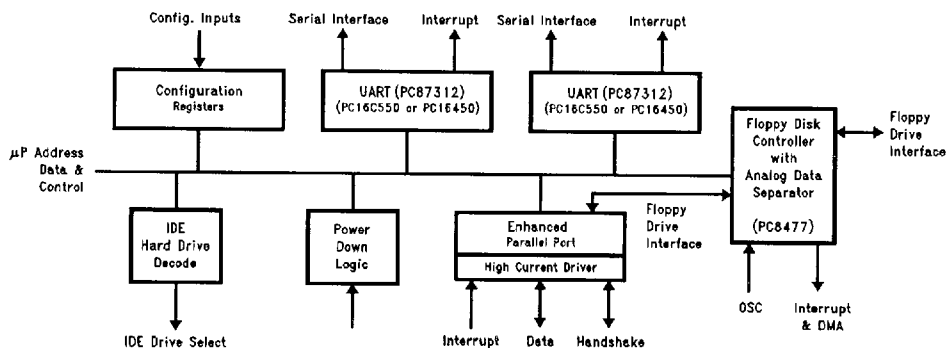 Config. Inputs
Serial Interface
Interrupt
Serial Interface
Interrupt
Configuration
Registers
UART (PC87312)
(PC16C550 or PC16450)
UART (PC87312)
(PC16C550 or PC16450)
Floppy Disk
Controller
with
Analog Data
Separator
(PC8477)
Floppy
Drive
Interface
μP Address
Data &
Control
IDE
Hard Drive
Decode
Power
Down
Logic
Enhanced
Parallel Port
High Current Driver
Floppy
Drive
Interface
IDE Drive Select
Interrupt
Data
Handshake
OSC
Interrupt
& DMA